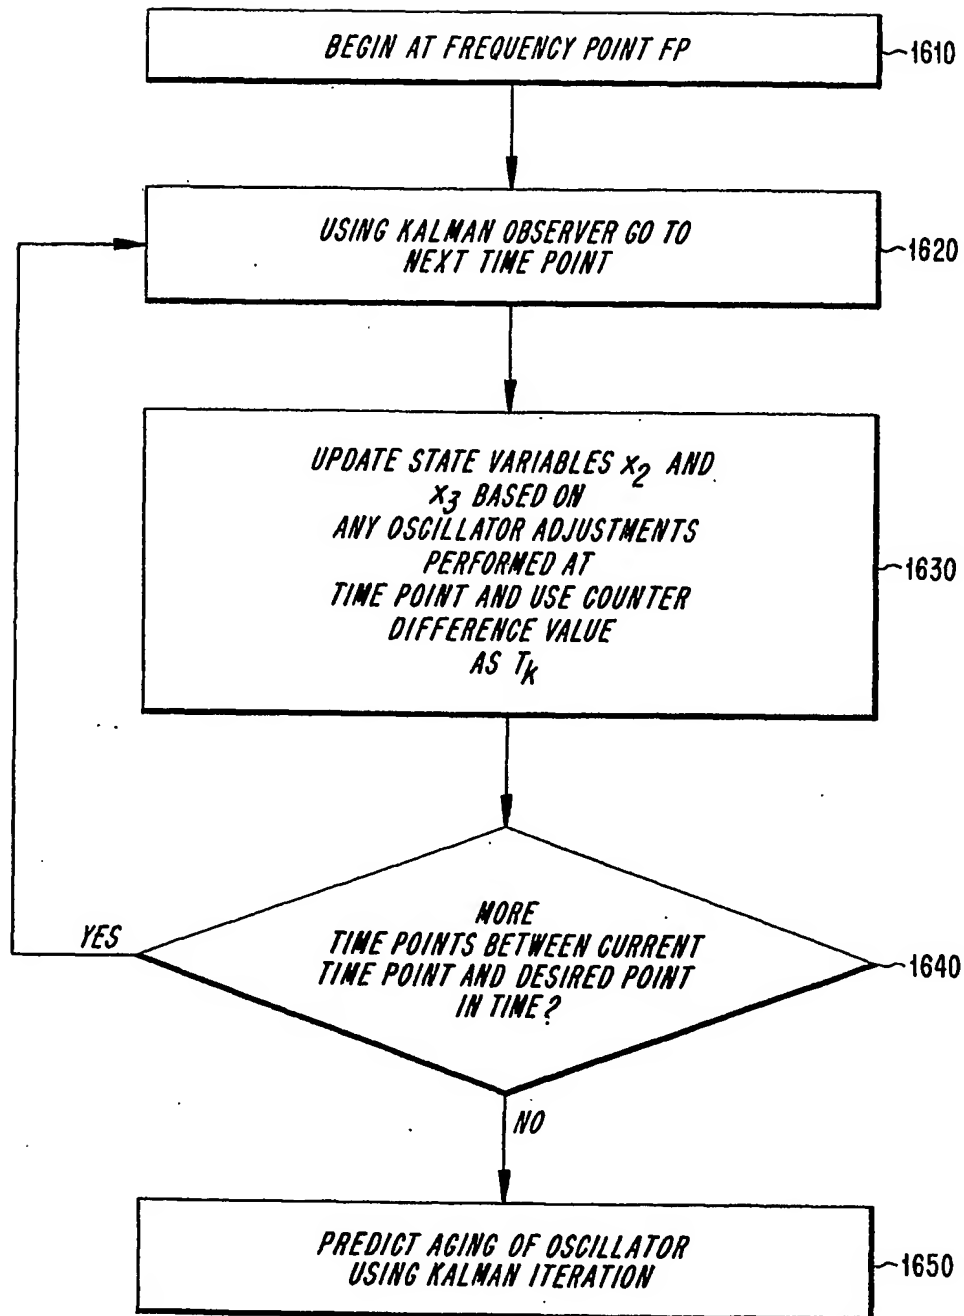 BEGIN AT FREQUENCY POINT FP
1610
USING KALMAN OBSERVER GO TO
NEXT TIME POINT
1620
UPDATE STATE VARIABLES x2 AND
x3 BASED ON
ANY OSCILLATOR ADJUSTMENTS
PERFORMED AT
TIME POINT AND USE COUNTER
DIFFERENCE VALUE
AS Tk
1630
MORE
TIME POINTS BETWEEN CURRENT
TIME POINT AND DESIRED POINT
IN TIME?
1640
YES
NO
PREDICT AGING OF OSCILLATOR
USING KALMAN ITERATION
1650